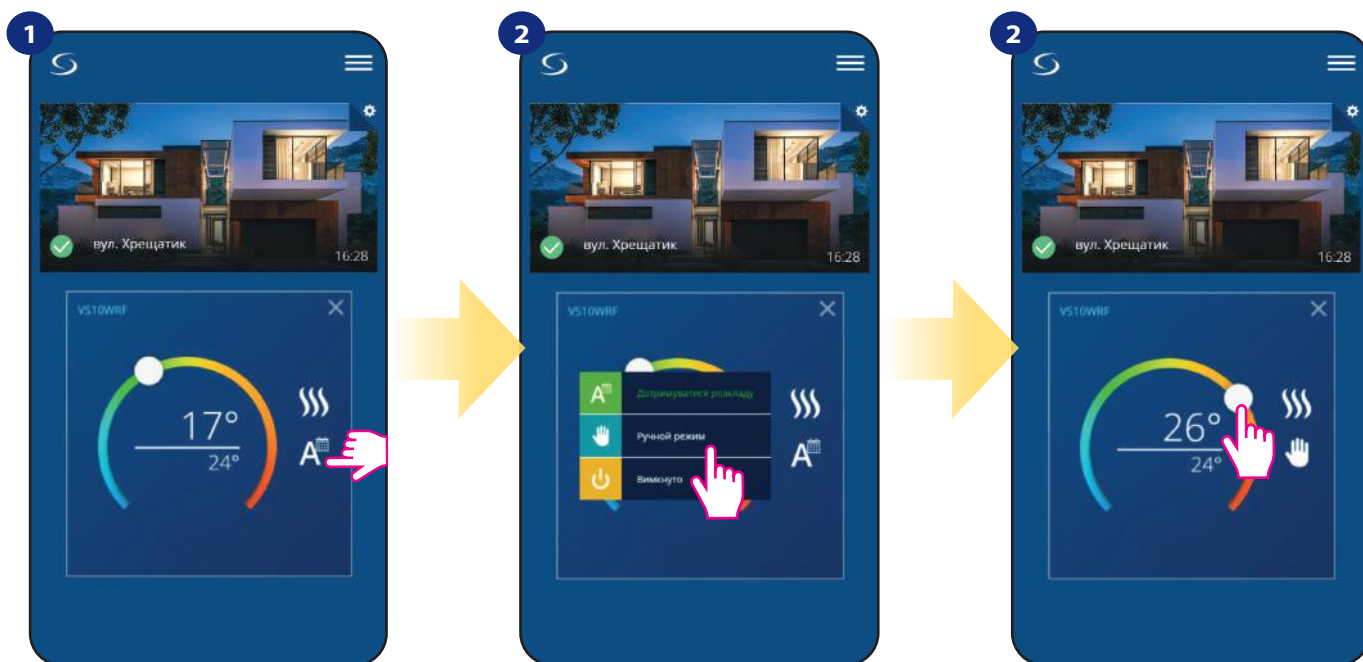 1
вул. Хрещатик
16:28
VS10WRF
17°
24°
A
2
вул. Хрещатик
16:28
VS10WRF
A
Дотримуватися розкладу
Ручной режим
Вимкнуто
A
2
вул. Хрещатик
16:28
VS10WRF
26°
24°